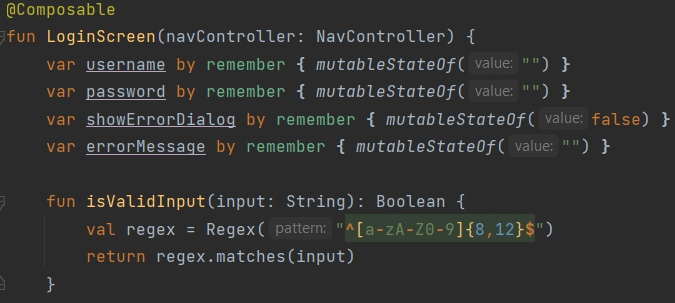 @Composable
fun LoginScreen(navController: NavController) {
var username by remember { mutableStateOf( value: "") }
var password by remember { mutableStateOf( value: "") }
var showErrorDialog by remember { mutableStateOf( value: false) }
var errorMessage by remember { mutableStateOf( value: "") }
fun isValidInput(input: String): Boolean {
val regex = Regex( pattern: "^[a-zA-Z0-9]{8,12}$")
return regex.matches(input)
}